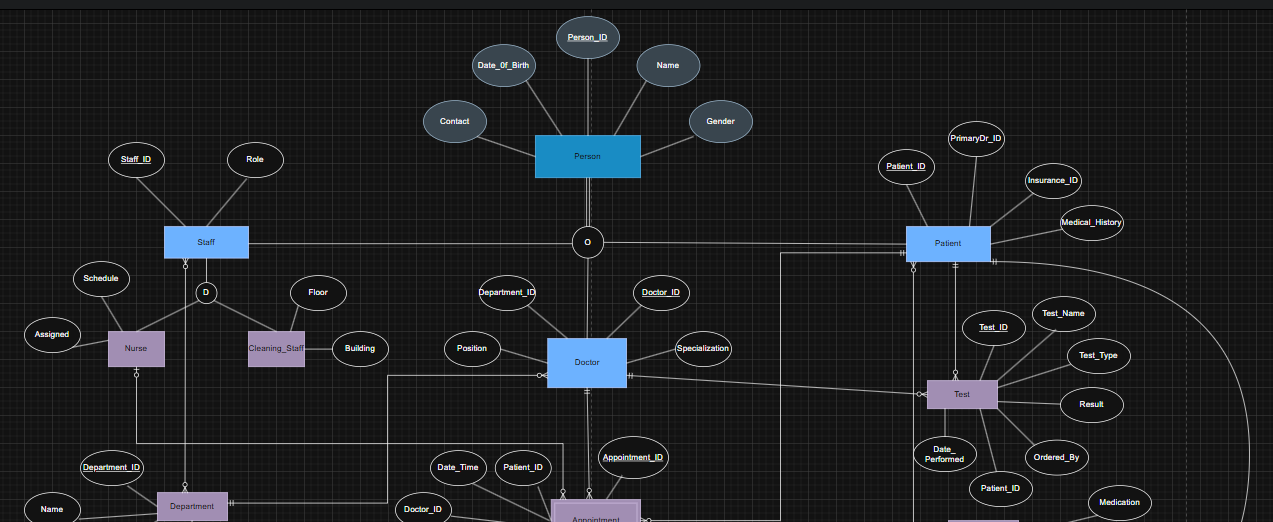 Person_ID
Date_0f_Birth
Name
Contact
Gender
Person
PrimaryDr_ID
Staff_ID
Role
Patient_ID
Insurance_ID
Medical_History
Staff
O
Patient
Schedule
D
Floor
Department_ID
Doctor_ID
Test_Name
Test_ID
Assigned
Nurse
Cleaning_Staff
Building
Position
Specialization
Test_Type
Doctor
Test
Result
Date_
Performed
Ordered_By
Department_ID
Date_Time
Patient_ID
Appointment_ID
Patient_ID
Name
Department
Doctor_ID
Appointment
Medication